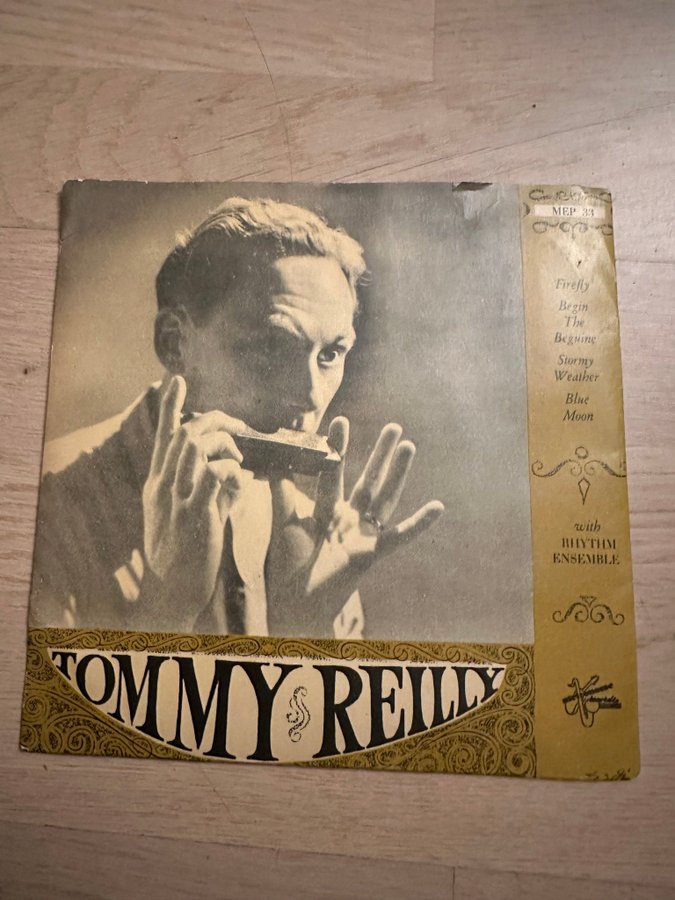 MEP 33
Firefly
Begin
The
Beguine
Stormy
Weather
Blue
Moon
with
RHYTHM
ENSEMBLE
TOMMY REILLY